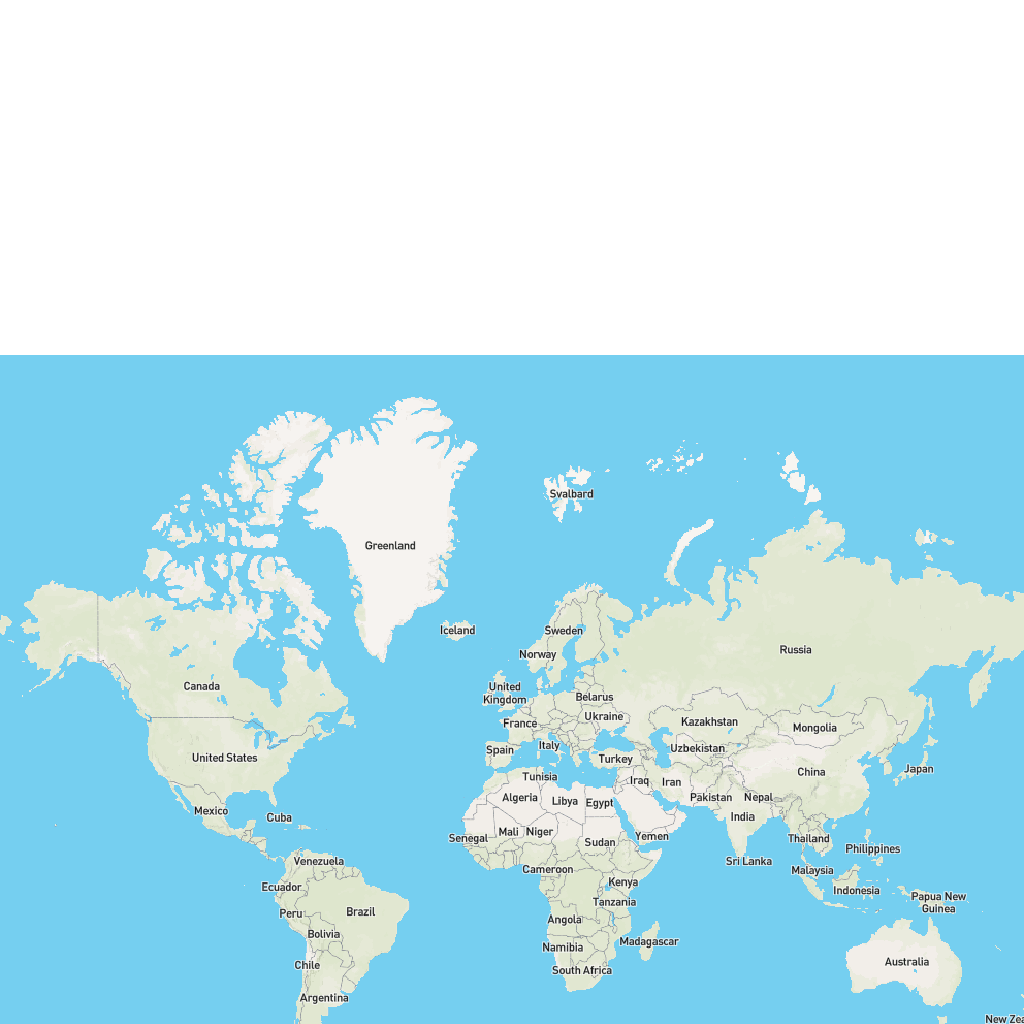 Svalbard
Greenland
Iceland
Sweden
Norway
Russia
Canada
United
Kingdom
Belarus
Ukraine
France
Kazakhstan
Mongolia
United States
Spain
Italy
Uzbekistan
Turkey
China
Japan
Tunisia
Iraq
Iran
Algeria
Libya
Egypt
Pakistan
Nepal
Mexico
Cuba
India
Senegal
Mali
Niger
Sudan
Yemen
Thailand
Philippines
Venezuela
Sri Lanka
Cameroon
Malaysia
Ecuador
Kenya
Indonesia
Tanzania
Papua New
Guinea
Peru
Brazil
Angola
Bolivia
Namibia
Madagascar
Chile
South Africa
Australia
Argentina
New Zea